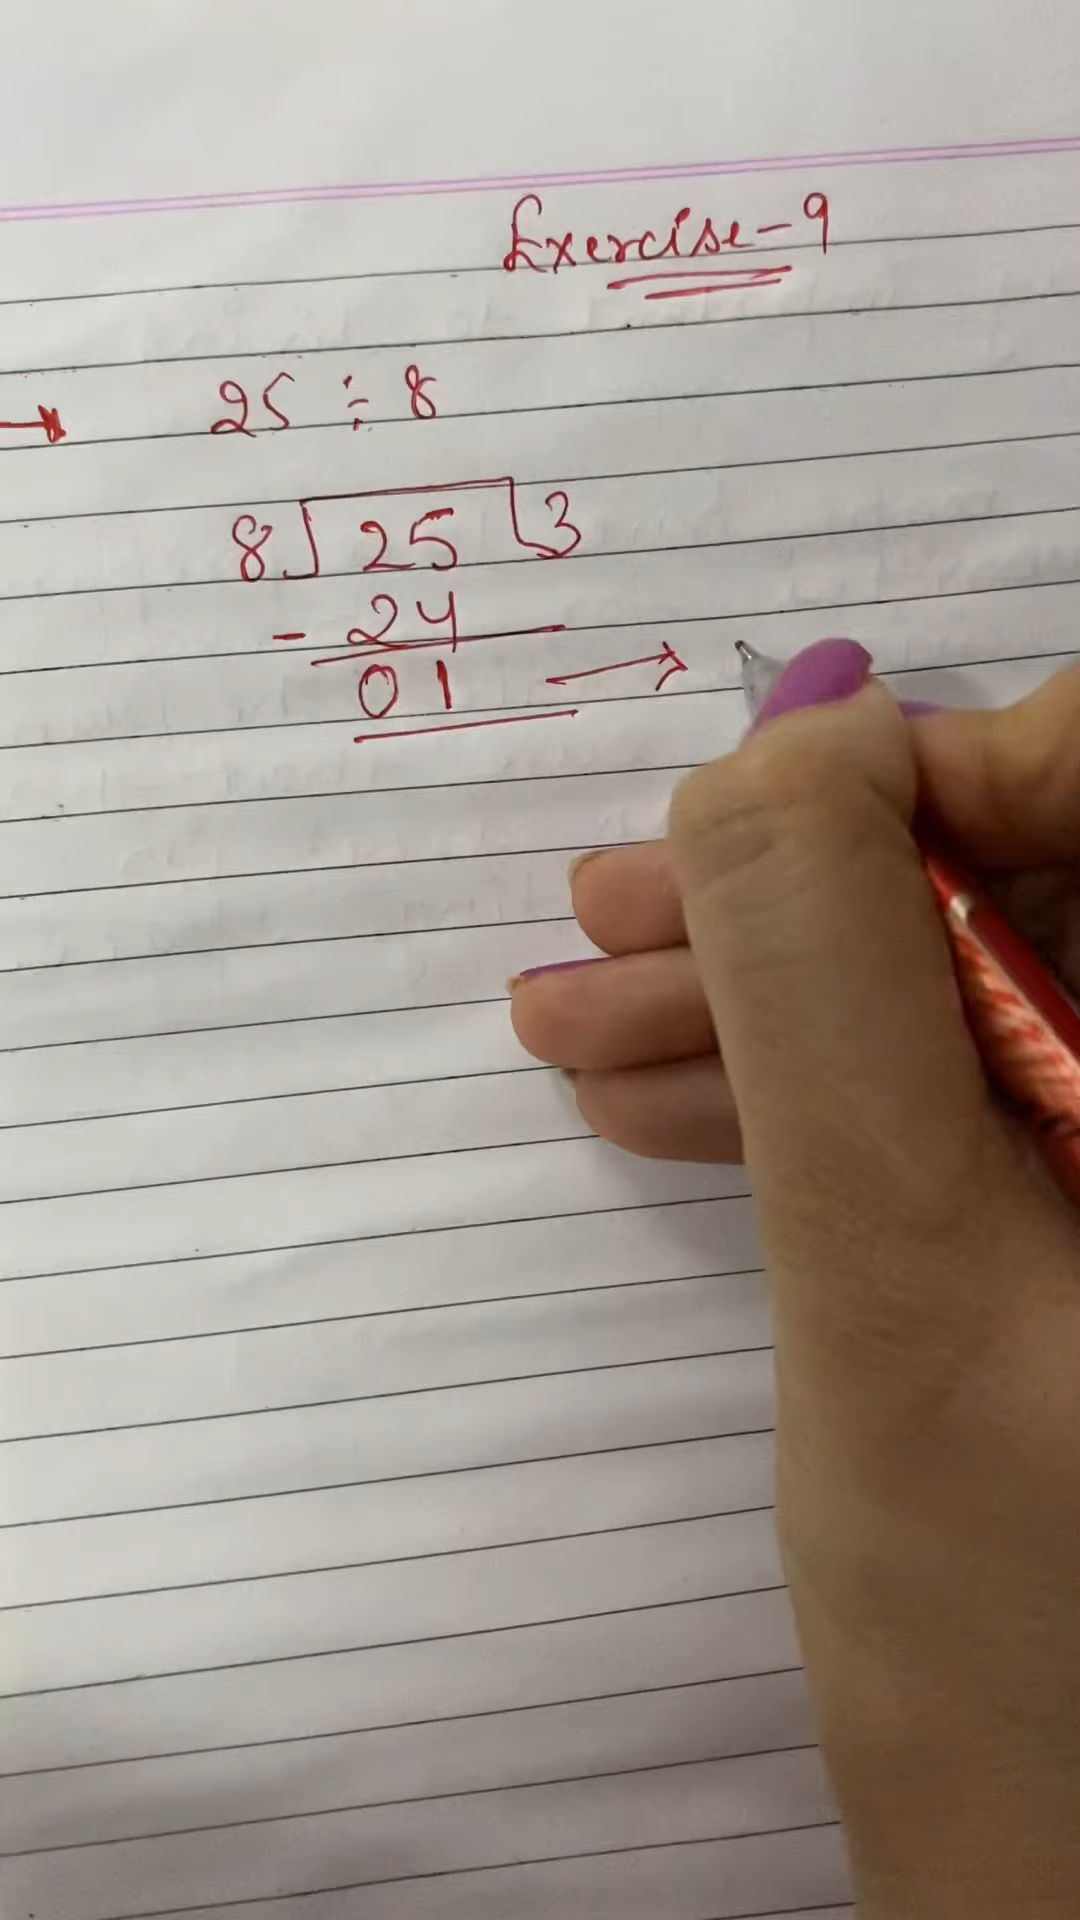 Exercise-9
→ 25 ÷ 8
8 25 3
- 24
01 →